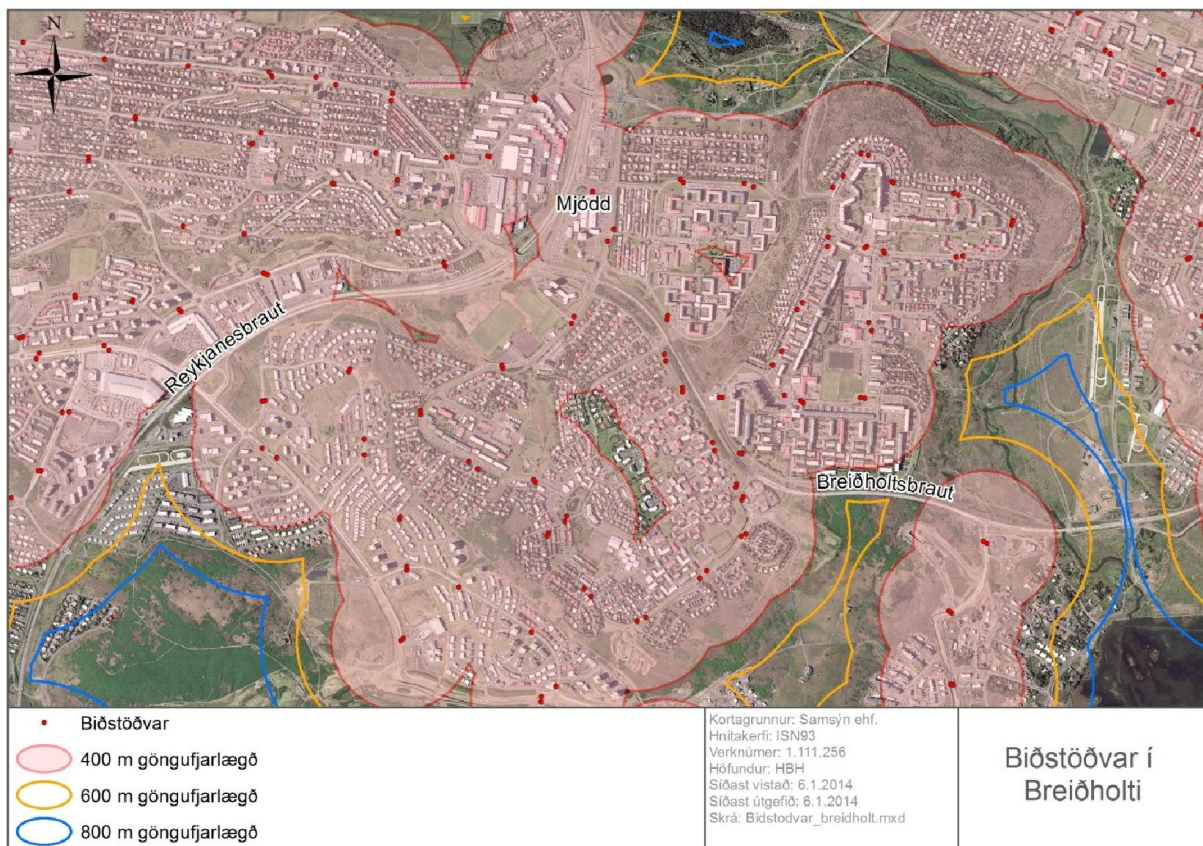 N
Mjódd
Reykjanesbraut
Breiðholtsbraut
Biðstöðvar
400 m göngufjarlægð
600 m göngufjarlægð
800 m göngufjarlægð
Kortagrunnur: Samsýn ehf.
Hnitakerfi: ISN93
Verknúmer: 1.111.256
Höfundur: HBH
Síðast vistað: 6.1.2014
Síðast útgefið: 6.1.2014
Skrá: Bidstodvar_breidholt.mxd
Biðstöðvar í
Breiðholti